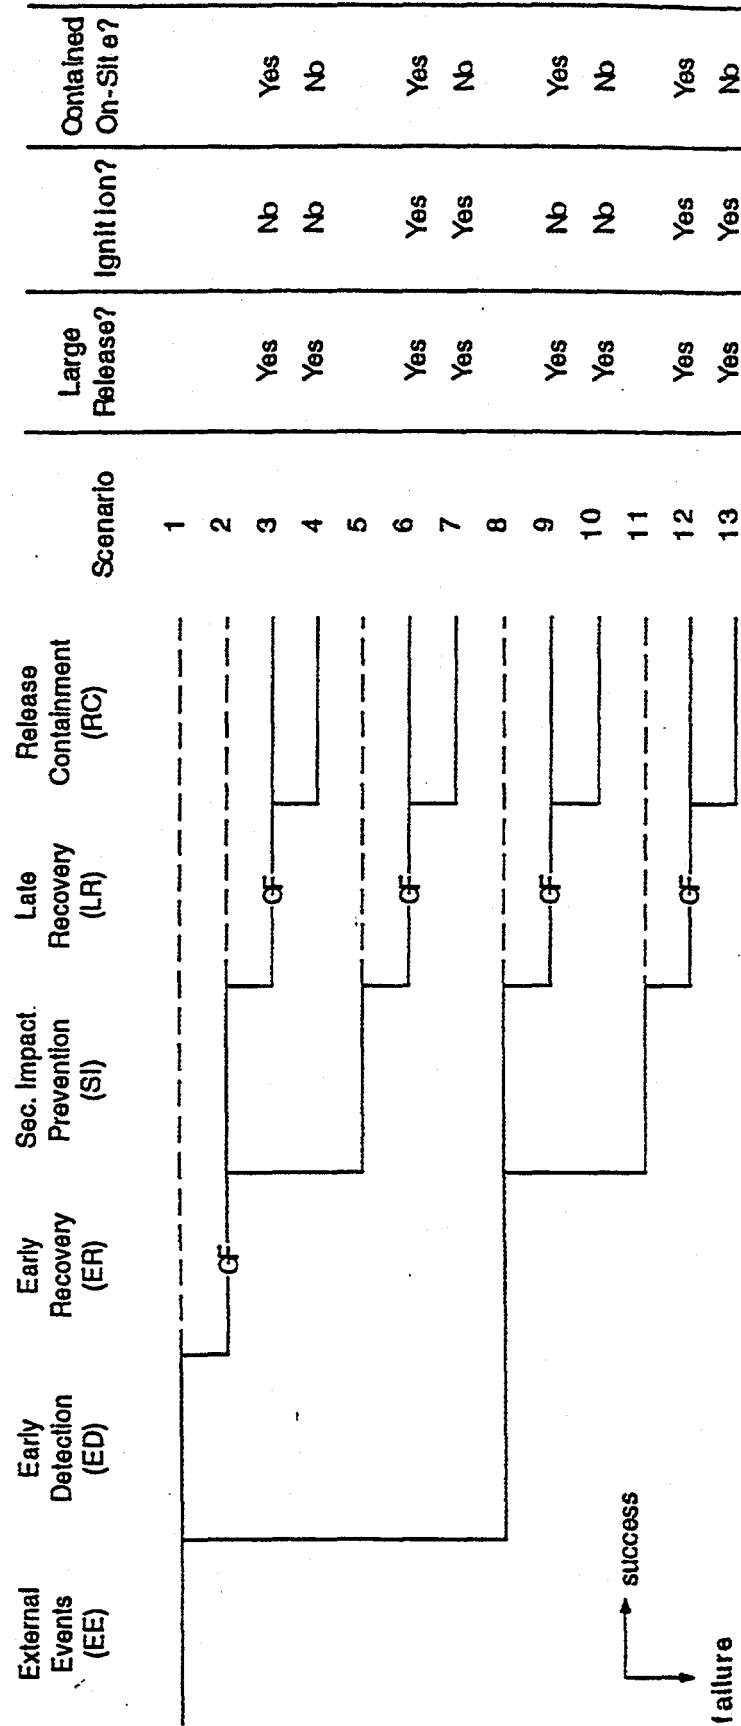 External
Events
(EE)
Early
Detection
(ED)
Early
Recovery
(ER)
Sec. Impact.
Prevention
(SI)
Late
Recovery
(LR)
Release
Containment
(RC)
Scenario
Large
Release?
Ignition?
Contained
On-Site?
1
2
3 Yes No Yes
4 Yes No No
5
6 Yes Yes Yes
7 Yes Yes No
8
9 Yes No Yes
10 Yes No No
11
12 Yes Yes Yes
13 Yes Yes No
GF
GF
GF
GF
GF
success
failure